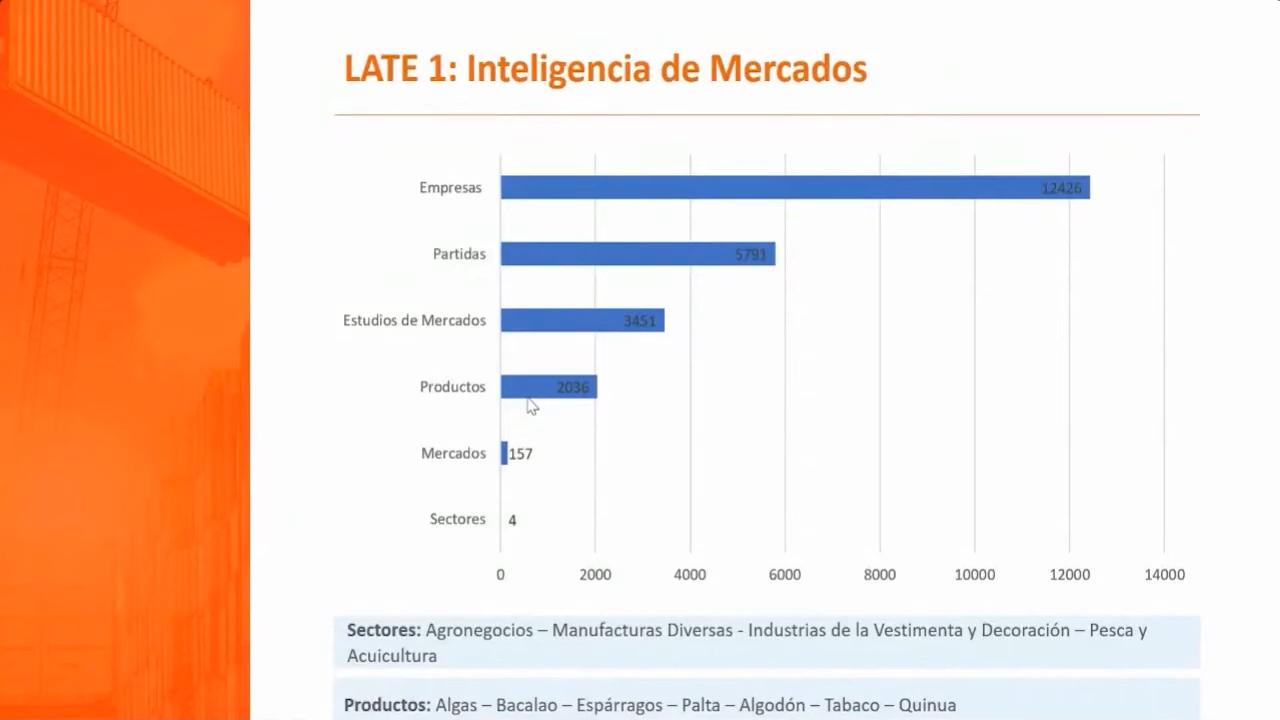 LATE 1: Inteligencia de Mercados
Empresas 12426
Partidas 5791
Estudios de Mercados 3451
Productos 2036
Mercados 157
Sectores 4
0 2000 4000 6000 8000 10000 12000 14000
Sectores: Agronegocios – Manufacturas Diversas - Industrias de la Vestimenta y Decoración – Pesca y
Acuicultura
Productos: Algas – Bacalao – Espárragos – Palta – Algodón – Tabaco – Quinua